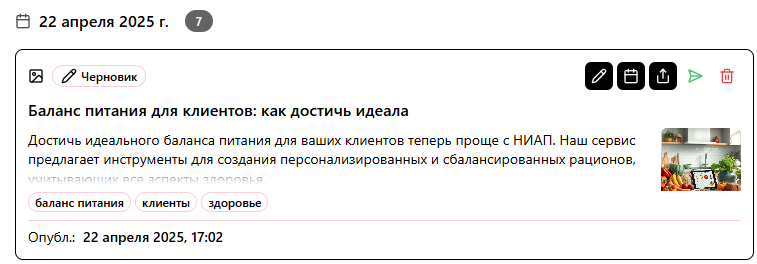 22 апреля 2025 г. 7
Черновик
Баланс питания для клиентов: как достичь идеала
Достичь идеального баланса питания для ваших клиентов теперь проще с НИАП. Наш сервис
предлагает инструменты для создания персонализированных и сбалансированных рационов,
учитывающих все аспекты здоровья
баланс питания клиенты здоровье
Опубл.: 22 апреля 2025, 17:02